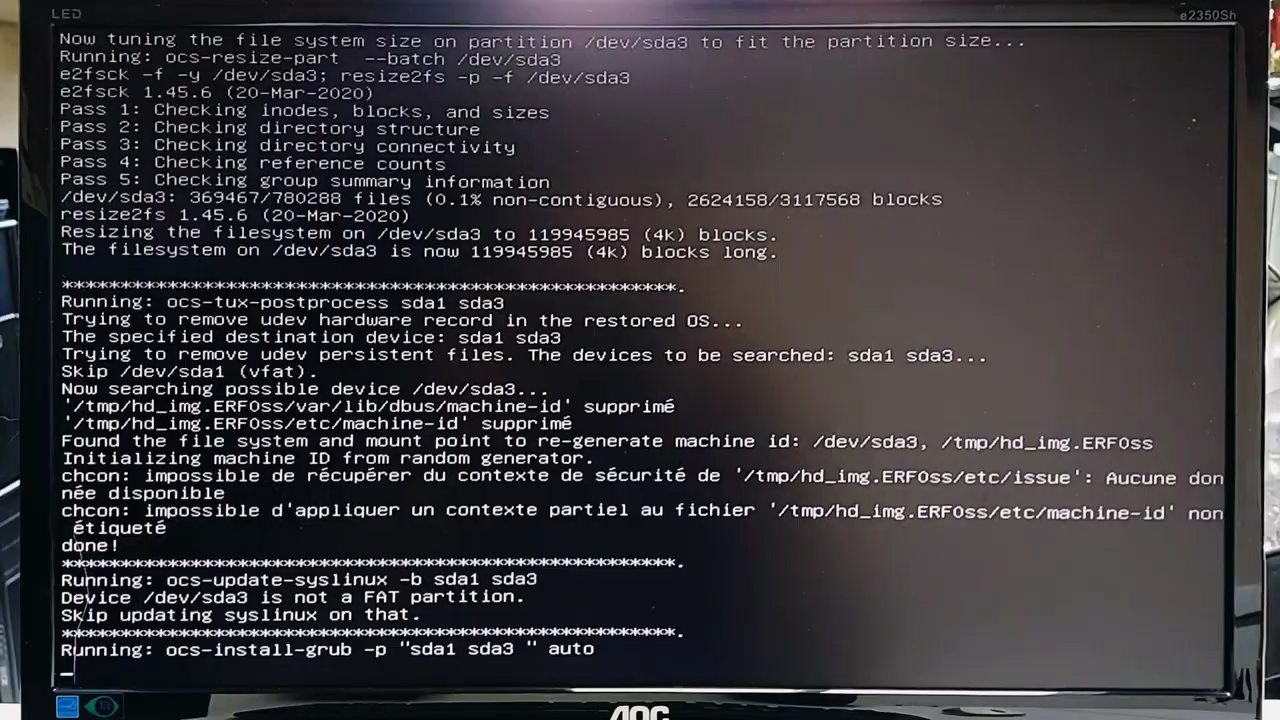 LED
e2350Sh
Now tuning the file system size on partition /dev/sda3 to fit the partition size...
Running: ocs-resize-part  --batch /dev/sda3
e2fsck -f -y /dev/sda3; resize2fs -p -f /dev/sda3
e2fsck 1.45.6 (20-Mar-2020)
Pass 1: Checking inodes, blocks, and sizes
Pass 2: Checking directory structure
Pass 3: Checking directory connectivity
Pass 4: Checking reference counts
Pass 5: Checking group summary information
/dev/sda3: 369467/780288 files (0.1% non-contiguous), 2624158/3117568 blocks
resize2fs 1.45.6 (20-Mar-2020)
Resizing the filesystem on /dev/sda3 to 119945985 (4k) blocks.
The filesystem on /dev/sda3 is now 119945985 (4k) blocks long.
*****************************************************.
Running: ocs-tux-postprocess sda1 sda3
Trying to remove udev hardware record in the restored OS...
The specified destination device: sda1 sda3
Trying to remove udev persistent files. The devices to be searched: sda1 sda3...
Skip /dev/sda1 (vfat).
Now searching possible device /dev/sda3...
'/tmp/hd_img.ERFOss/var/lib/dbus/machine-id' supprimé
'/tmp/hd_img.ERFOss/etc/machine-id' supprimé
Found the file system and mount point to re-generate machine id: /dev/sda3, /tmp/hd_img.ERFOss
Initializing machine ID from random generator.
chcon: impossible de récupérer du contexte de sécurité de '/tmp/hd_img.ERFOss/etc/issue': Aucune don
née disponible
chcon: impossible d'appliquer un contexte partiel au fichier '/tmp/hd_img.ERFOss/etc/machine-id' non
étiqueté
done!
*****************************************************.
Running: ocs-update-syslinux -b sda1 sda3
Device /dev/sda3 is not a FAT partition.
Skip updating syslinux on that.
*****************************************************.
Running: ocs-install-grub -p "sda1 sda3 " auto
AOC